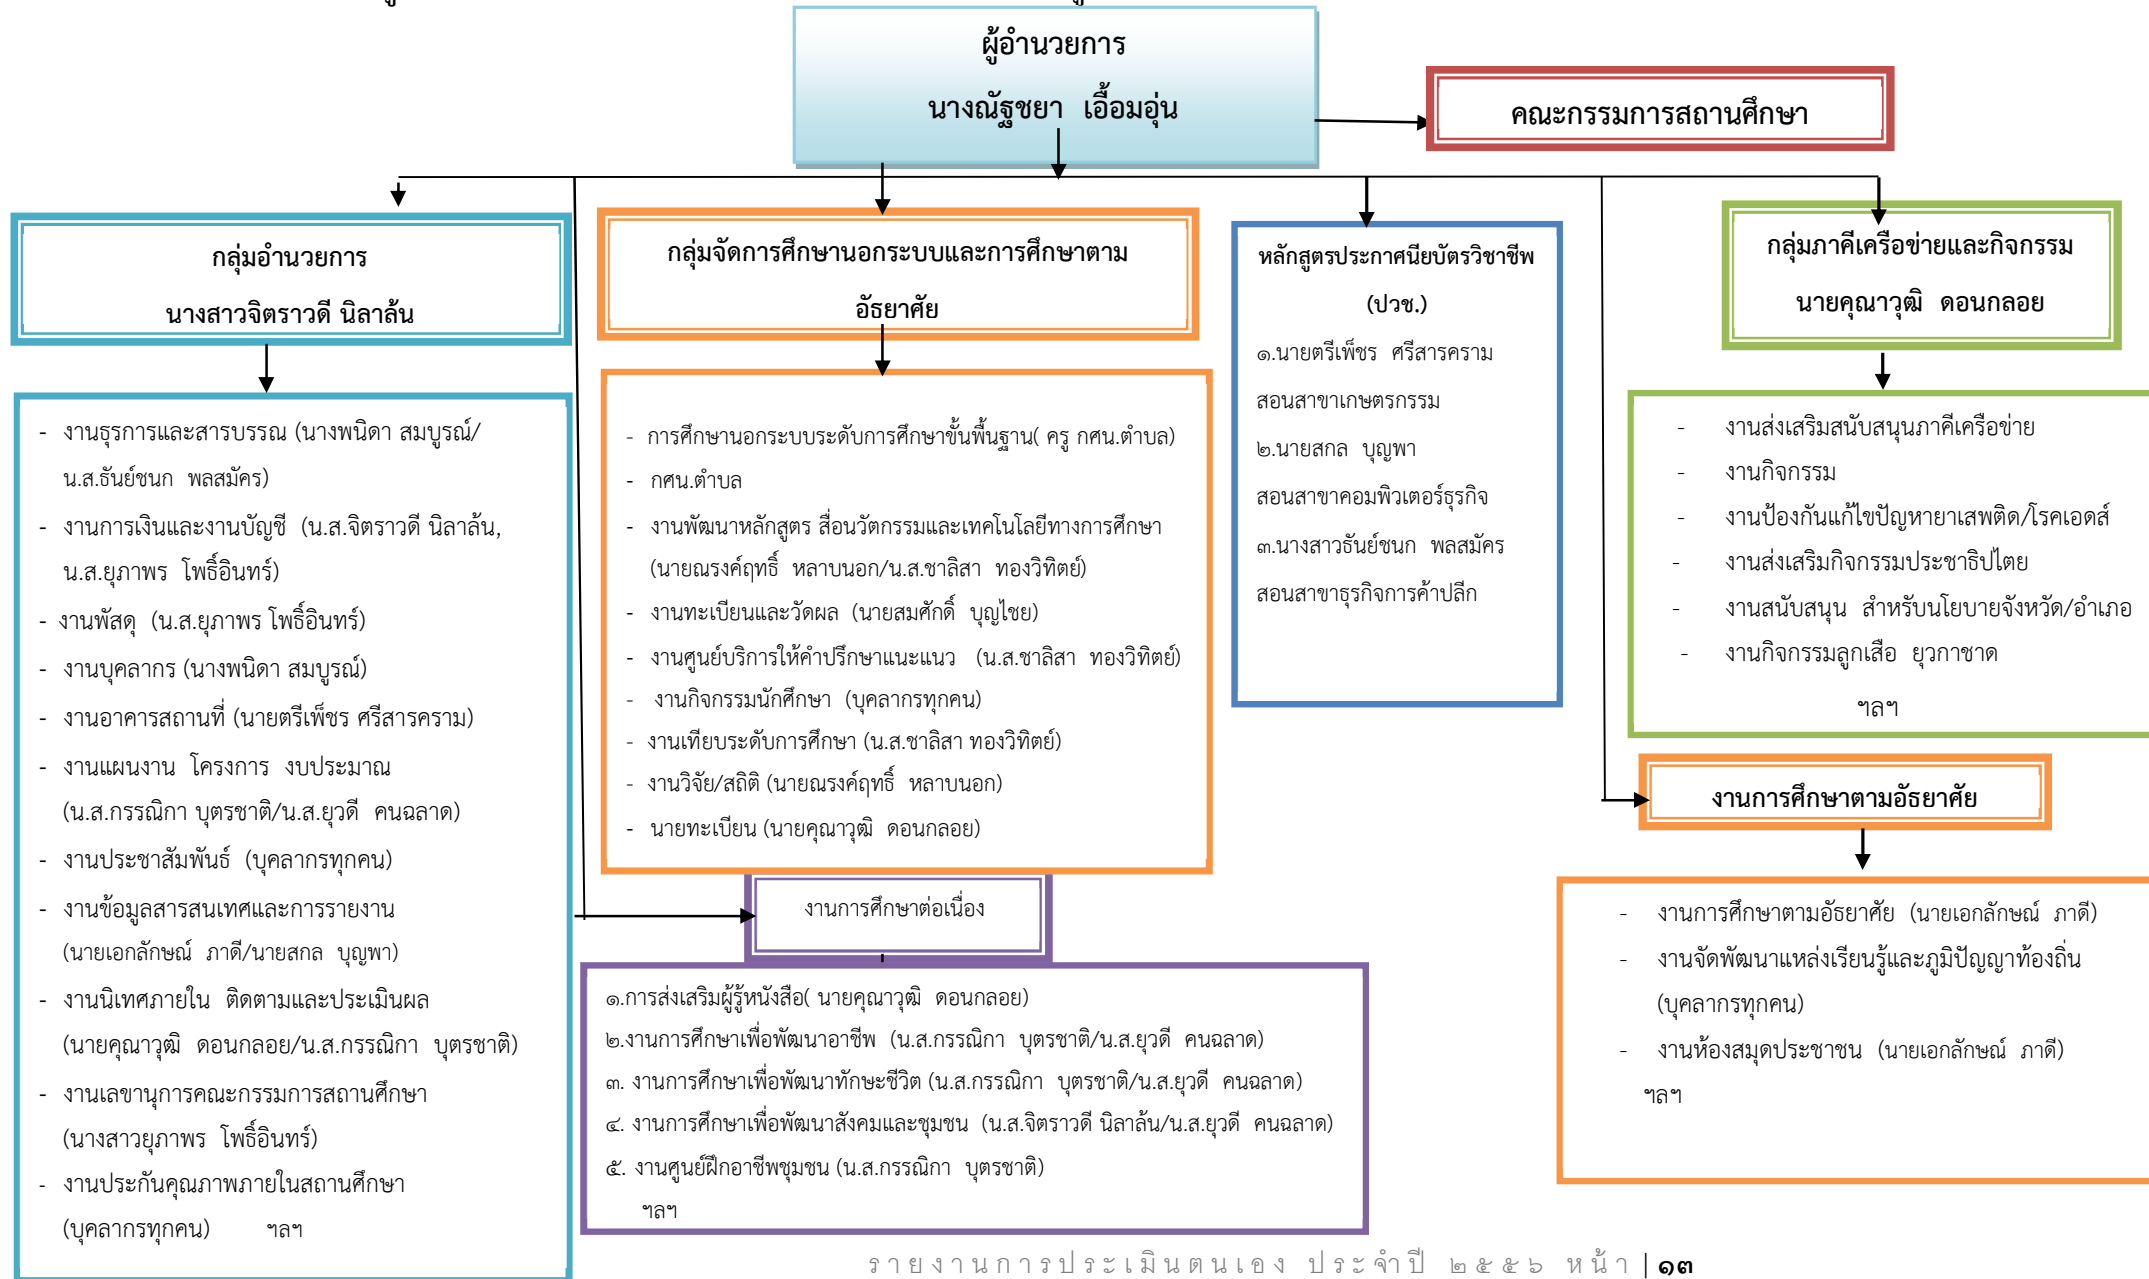 ผู้อำนวยการ
นางณัฐชยา เอื้อมอุ่น
คณะกรรมการสถานศึกษา
กลุ่มอำนวยการ
นางสาวจิตราวดี นิลาล้น
- งานธุรการและสารบรรณ (นางพนิดา สมบูรณ์/
น.ส.ธันย์ชนก พลสมัคร)
- งานการเงินและงานบัญชี (น.ส.จิตราวดี นิลาล้น,
น.ส.ยุภาพร โพธิ์อินทร์)
- งานพัสดุ (น.ส.ยุภาพร โพธิ์อินทร์)
- งานบุคลากร (นางพนิดา สมบูรณ์)
- งานอาคารสถานที่ (นายตรีเพ็ชร ศรีสารคราม)
- งานแผนงาน โครงการ งบประมาณ
(น.ส.กรรณิกา บุตรชาติ/น.ส.ยุวดี คนฉลาด)
- งานประชาสัมพันธ์ (บุคลากรทุกคน)
- งานข้อมูลสารสนเทศและการรายงาน
(นายเอกลักษณ์ ภาดี/นายสกล บุญพา)
- งานนิเทศภายใน ติดตามและประเมินผล
(นายคุณาวุฒิ ดอนกลอย/น.ส.กรรณิกา บุตรชาติ)
- งานเลขานุการคณะกรรมการสถานศึกษา
(นางสาวยุภาพร โพธิ์อินทร์)
- งานประกันคุณภาพภายในสถานศึกษา
(บุคลากรทุกคน) ฯลฯ
กลุ่มจัดการศึกษานอกระบบและการศึกษาตาม
อัธยาศัย
- การศึกษานอกระบบระดับการศึกษาขั้นพื้นฐาน( ครู กศน.ตำบล)
- กศน.ตำบล
- งานพัฒนาหลักสูตร สื่อนวัตกรรมและเทคโนโลยีทางการศึกษา
(นายณรงค์ฤทธิ์ หลาบนอก/น.ส.ชาลิสา ทองวิทิตย์)
- งานทะเบียนและวัดผล (นายสมศักดิ์ บุญไชย)
- งานศูนย์บริการให้คำปรึกษาแนะแนว (น.ส.ชาลิสา ทองวิทิตย์)
- งานกิจกรรมนักศึกษา (บุคลากรทุกคน)
- งานเทียบระดับการศึกษา (น.ส.ชาลิสา ทองวิทิตย์)
- งานวิจัย/สถิติ (นายณรงค์ฤทธิ์ หลาบนอก)
- นายทะเบียน (นายคุณาวุฒิ ดอนกลอย)
งานการศึกษาต่อเนื่อง
๑.การส่งเสริมผู้รู้หนังสือ( นายคุณาวุฒิ ดอนกลอย)
๒.งานการศึกษาเพื่อพัฒนาอาชีพ (น.ส.กรรณิกา บุตรชาติ/น.ส.ยุวดี คนฉลาด)
๓. งานการศึกษาเพื่อพัฒนาทักษะชีวิต (น.ส.กรรณิกา บุตรชาติ/น.ส.ยุวดี คนฉลาด)
๔. งานการศึกษาเพื่อพัฒนาสังคมและชุมชน (น.ส.จิตราวดี นิลาล้น/น.ส.ยุวดี คนฉลาด)
๕. งานศูนย์ฝึกอาชีพชุมชน (น.ส.กรรณิกา บุตรชาติ)
ฯลฯ
หลักสูตรประกาศนียบัตรวิชาชีพ
(ปวช.)
๑.นายตรีเพ็ชร ศรีสารคราม
สอนสาขาเกษตรกรรม
๒.นายสกล บุญพา
สอนสาขาคอมพิวเตอร์ธุรกิจ
๓.นางสาวธันย์ชนก พลสมัคร
สอนสาขาธุรกิจการค้าปลีก
กลุ่มภาคีเครือข่ายและกิจกรรม
นายคุณาวุฒิ ดอนกลอย
- งานส่งเสริมสนับสนุนภาคีเครือข่าย
- งานกิจกรรม
- งานป้องกันแก้ไขปัญหายาเสพติด/โรคเอดส์
- งานส่งเสริมกิจกรรมประชาธิปไตย
- งานสนับสนุน สำหรับนโยบายจังหวัด/อำเภอ
- งานกิจกรรมลูกเสือ ยุวกาชาด
ฯลฯ
งานการศึกษาตามอัธยาศัย
- งานการศึกษาตามอัธยาศัย (นายเอกลักษณ์ ภาดี)
- งานจัดพัฒนาแหล่งเรียนรู้และภูมิปัญญาท้องถิ่น
(บุคลากรทุกคน)
- งานห้องสมุดประชาชน (นายเอกลักษณ์ ภาดี)
ฯลฯ
รายงานการประเมินตนเอง ประจำปี ๒๕๕๖ หน้า | ๑๓